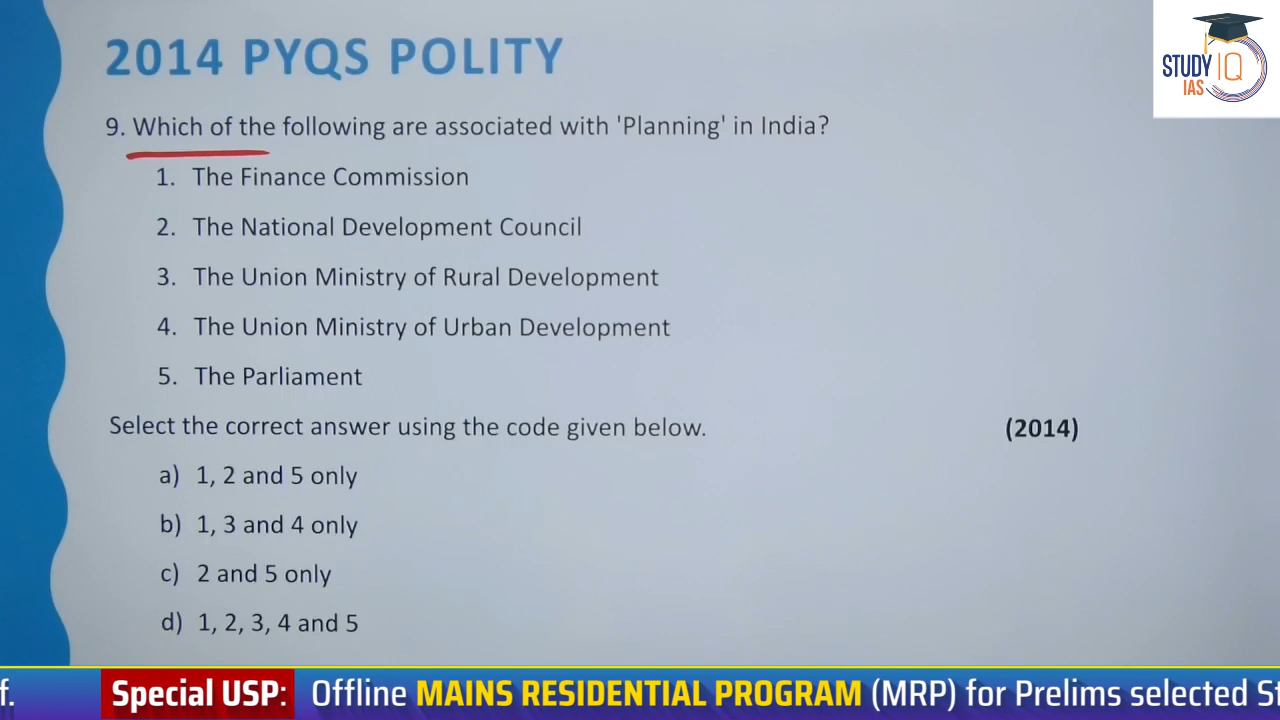 2014 PYQS POLITY
STUDY IQ
IAS
9. Which of the following are associated with 'Planning' in India?
1. The Finance Commission
2. The National Development Council
3. The Union Ministry of Rural Development
4. The Union Ministry of Urban Development
5. The Parliament
Select the correct answer using the code given below. (2014)
a) 1, 2 and 5 only
b) 1, 3 and 4 only
c) 2 and 5 only
d) 1, 2, 3, 4 and 5
f. Special USP: Offline MAINS RESIDENTIAL PROGRAM (MRP) for Prelims selected St